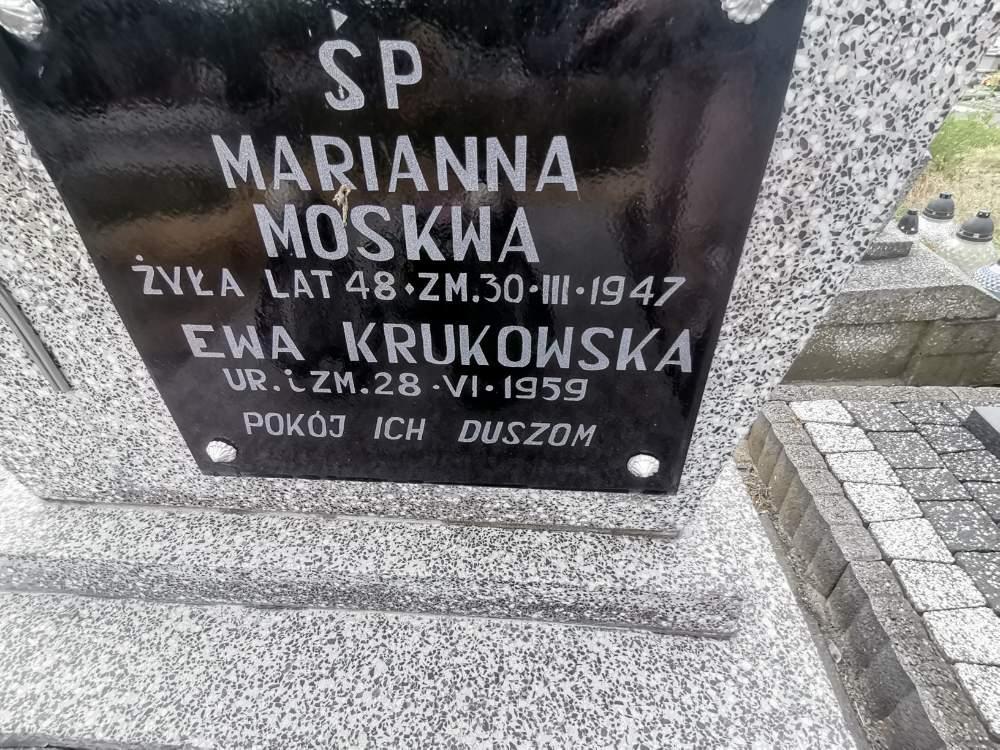 ŚP
MARIANNA
MOSKWA
ŻYŁA LAT 48·ZM.30·III·1947
EWA KRUKOWSKA
UR. i ZM. 28·VI·1959
POKÓJ ICH DUSZOM